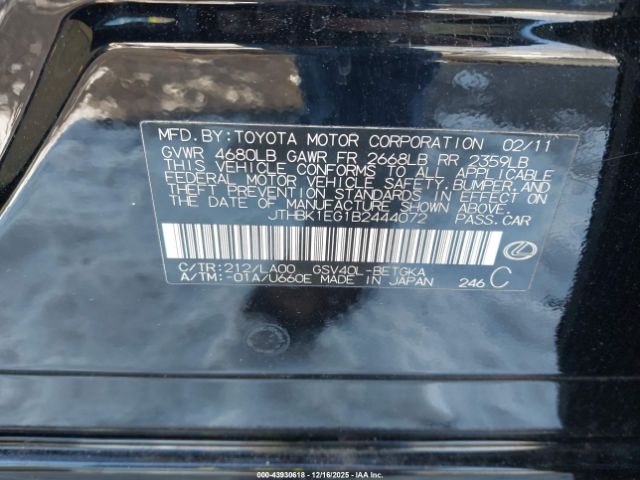 MFD. BY: TOYOTA MOTOR CORPORATION 02/11
GVWR 4680LB GAWR FR 2668LB RR 2359LB
THIS VEHICLE CONFORMS TO ALL APPLICABLE
FEDERAL MOTOR VEHICLE SAFETY, BUMPER, AND
THEFT PREVENTION STANDARDS IN EFFECT ON
THE DATE OF MANUFACTURE SHOWN ABOVE.
JTHBK1EG1B2444072 PASS. CAR
C/TR: 212/LA00 GSV40L-BETGKA
A/TM: -01A/U660E MADE IN JAPAN 246 C
000-43930618 - 12/16/2025 - IAAI.COM